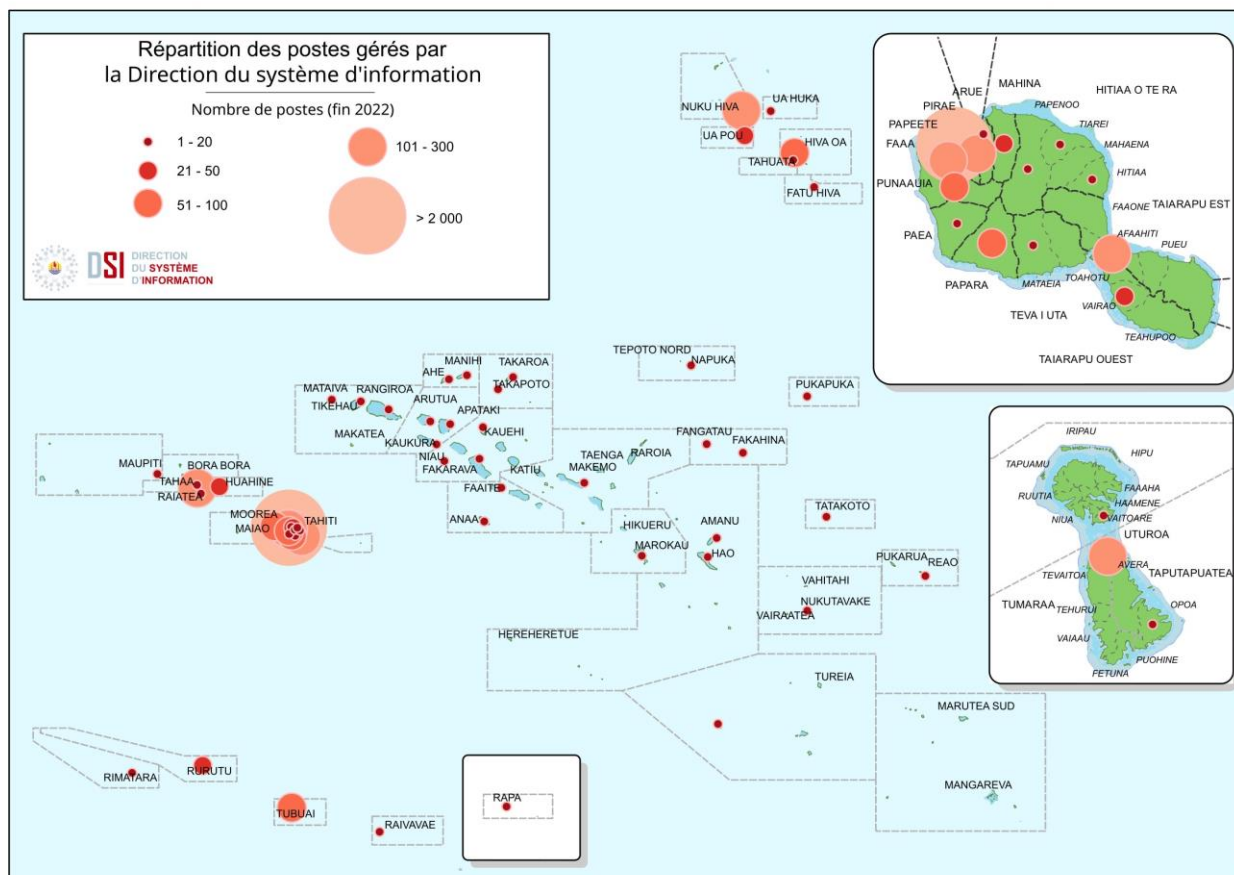 Répartition des postes gérés par
la Direction du système d'information
Nombre de postes (fin 2022)
1 - 20
21 - 50
51 - 100
101 - 300
> 2 000
DSI
DIRECTION
DU SYSTÈME
D'INFORMATION
NUKU HIVA
UA HUKA
UA POU
HIVA OA
TAHUATA
FATU HIVA
ARUE
MAHINA
HITIAA O TE RA
PIRAE
PAPENOO
PAPEETE
TIAREI
FAAA
MAHAENA
PUNAAUIA
HITIAA
FAAONE
TAIARAPU EST
PAEA
AFAAHITI
PUEU
TOAHOTU
PAPARA
MATAEIA
VAIRAO
TEVA I UTA
TEAHUPOO
TAIARAPU OUEST
TEPOTO NORD
NAPUKA
MANIHI
TAKAROA
AHE
TAKAPOTO
PUKAPUKA
MATAIVA
RANGIROA
TIKEHAU
ARUTUA
APATAKI
MAKATEA
KAUKURA
KAUEHI
NIAU
FAKARAVA
KATIU
FAAITE
TAENGA
MAKEMO
RAROIA
FANGATAU
FAKAHINA
MAUPITI
BORA BORA
TAHAA
HUAHINE
RAIATEA
ANAA
TATAKOTO
MOOREA
TAHITI
MAIAO
HIKUERU
AMANU
MAROKAU
HAO
PUKARUA
REAO
VAHITAHI
NUKUTAVAKE
VAIRAATEA
HEREHERETUE
TUREIA
MARUTEA SUD
MANGAREVA
IRIPAU
TAPUAMU
HIPU
RUUTIA
FAAAHA
HAAMENE
NIUA
VAITOARE
UTUROA
TEVAITOA
AVERA
TAPUTAPUATEA
TUMARAA
TEHURUI
OPOA
VAIAAU
PUOHINE
FETUNA
RIMATARA
RURUTU
TUBUAI
RAIVAVAE
RAPA